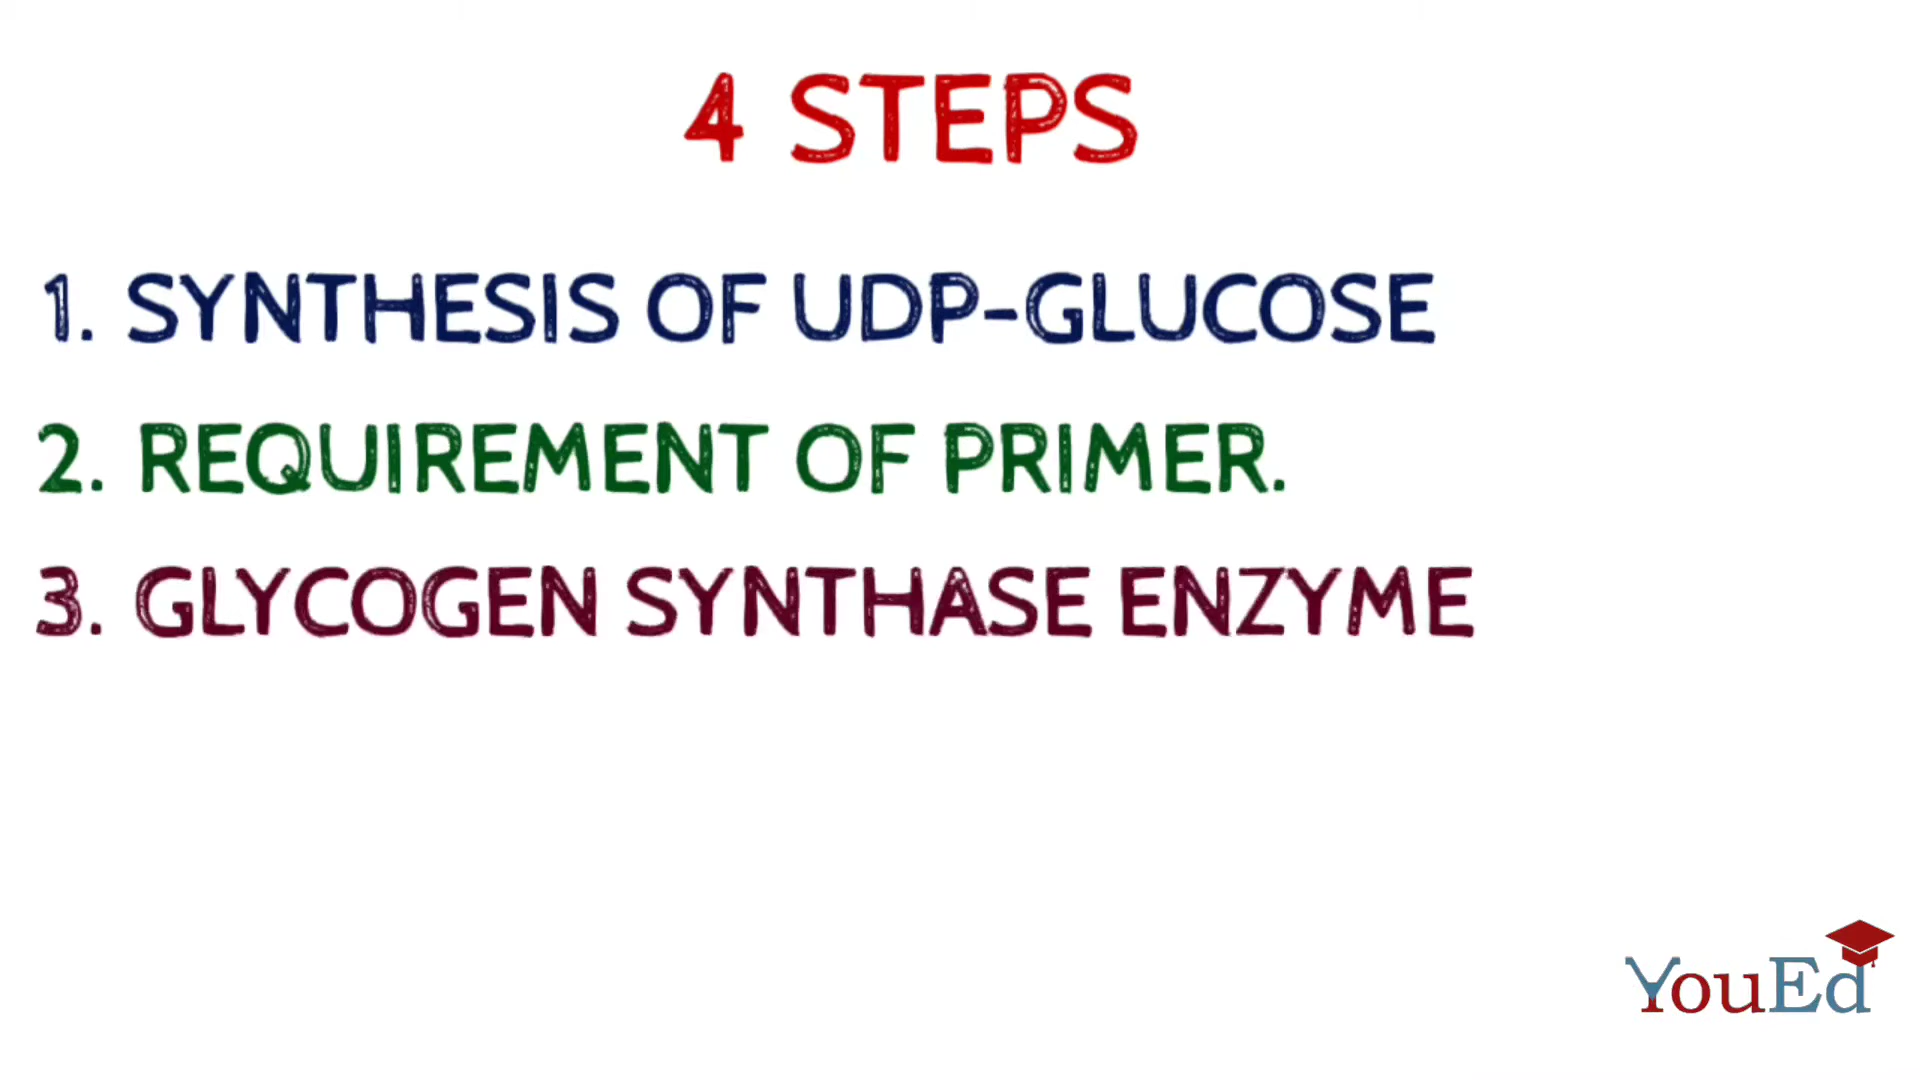 4 STEPS
1. SYNTHESIS OF UDP-GLUCOSE
2. REQUIREMENT OF PRIMER.
3. GLYCOGEN SYNTHASE ENZYME
YouEd